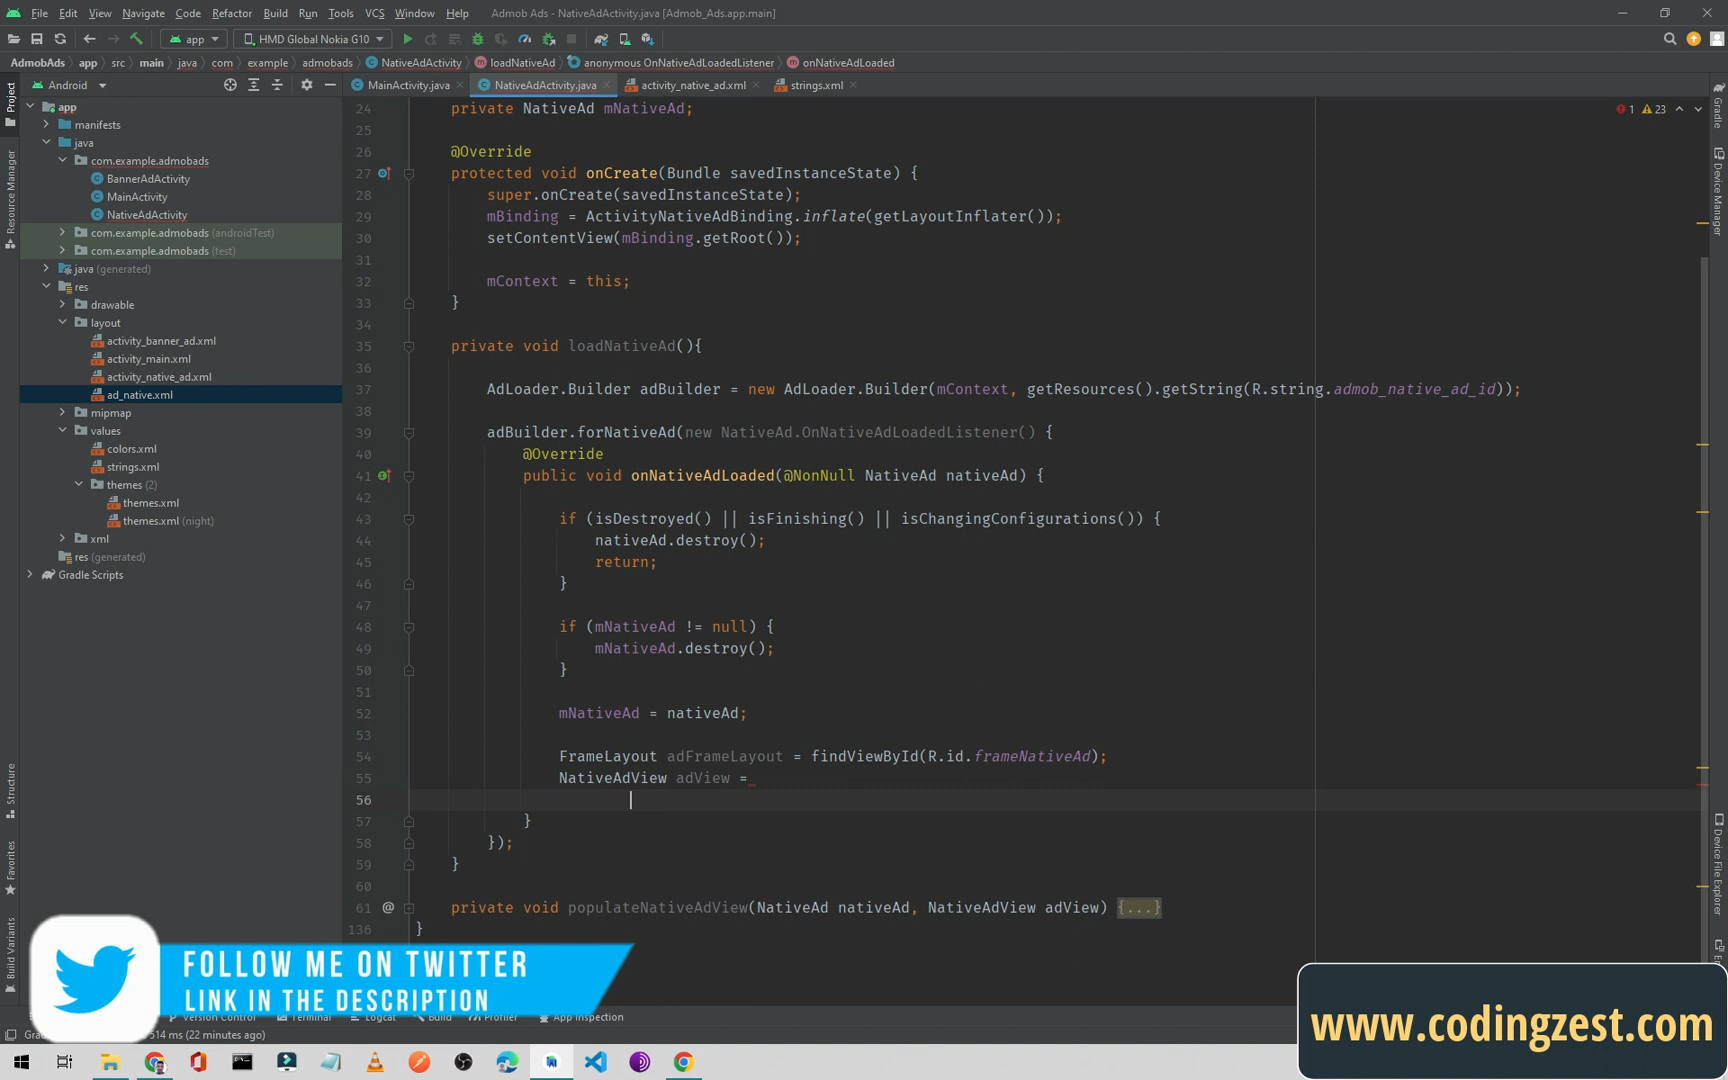 File Edit View Navigate Code Refactor Build Run Tools VCS Window Help Admob Ads - NativeAdActivity.java [Admob_Ads.app.main]
app HMD Global Nokia G10
AdmobAds app src main java com example admobads NativeAdActivity loadNativeAd anonymous OnNativeAdLoadedListener onNativeAdLoaded
Android MainActivity.java NativeAdActivity.java activity_native_ad.xml strings.xml
Project
Resource Manager
Structure
Favorites
Build Variants
Gradle
Device Manager
Device File Explorer
app
manifests
java
com.example.admobads
BannerAdActivity
MainActivity
NativeAdActivity
com.example.admobads (androidTest)
com.example.admobads (test)
java (generated)
res
drawable
layout
activity_banner_ad.xml
activity_main.xml
activity_native_ad.xml
ad_native.xml
mipmap
values
colors.xml
strings.xml
themes (2)
themes.xml
themes.xml (night)
xml
res (generated)
Gradle Scripts
1 23
24 private NativeAd mNativeAd;
25
26 @Override
27 protected void onCreate(Bundle savedInstanceState) {
28 super.onCreate(savedInstanceState);
29 mBinding = ActivityNativeAdBinding.inflate(getLayoutInflater());
30 setContentView(mBinding.getRoot());
31
32 mContext = this;
33 }
34
35 private void loadNativeAd(){
36
37 AdLoader.Builder adBuilder = new AdLoader.Builder(mContext, getResources().getString(R.string.admob_native_ad_id));
38
39 adBuilder.forNativeAd(new NativeAd.OnNativeAdLoadedListener() {
40 @Override
41 public void onNativeAdLoaded(@NonNull NativeAd nativeAd) {
42
43 if (isDestroyed() || isFinishing() || isChangingConfigurations()) {
44 nativeAd.destroy();
45 return;
46 }
47
48 if (mNativeAd != null) {
49 mNativeAd.destroy();
50 }
51
52 mNativeAd = nativeAd;
53
54 FrameLayout adFrameLayout = findViewById(R.id.frameNativeAd);
55 NativeAdView adView =
56
57 }
58 });
59 }
60
61 @ private void populateNativeAdView(NativeAd nativeAd, NativeAdView adView) {...}
136 }
FOLLOW ME ON TWITTER
LINK IN THE DESCRIPTION
Version Control Terminal Logcat Build Profiler App Inspection
514 ms (22 minutes ago)
www.codingzest.com